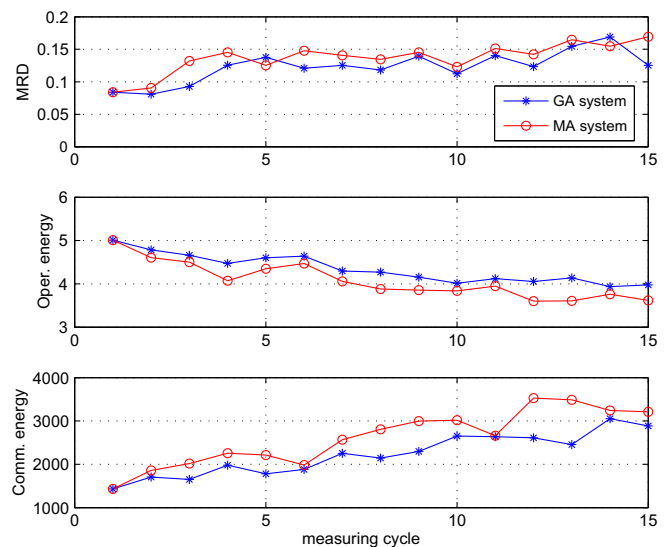 0.2
0.15
0.1
0.05
0
MRD
GA system
MA system
0 5 10 15
6
5
4
3
Oper. energy
0 5 10 15
4000
3000
2000
1000
Comm. energy
0 5 10 15
measuring cycle